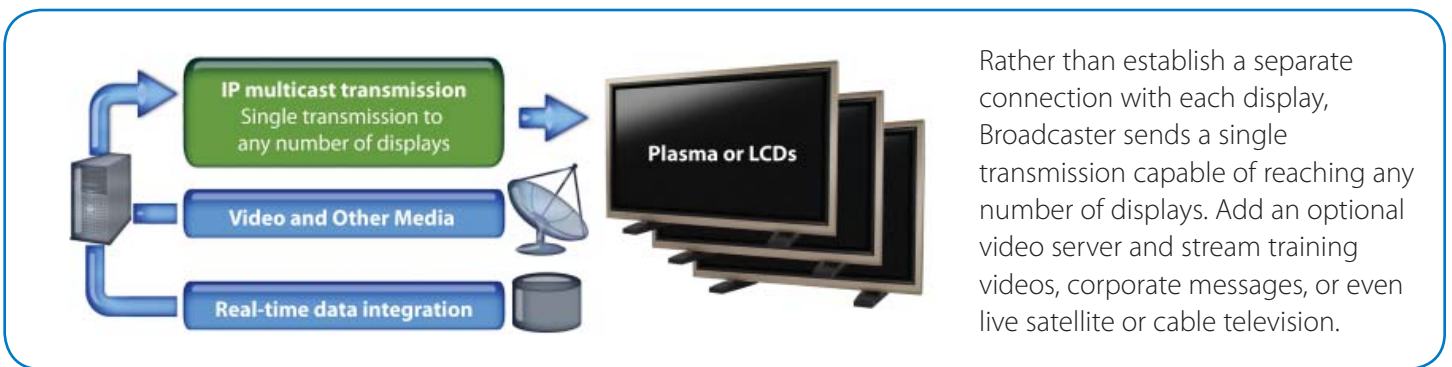 IP multicast transmission
Single transmission to
any number of displays
Video and Other Media
Real-time data integration
Plasma or LCDs
Rather than establish a separate
connection with each display,
Broadcaster sends a single
transmission capable of reaching any
number of displays. Add an optional
video server and stream training
videos, corporate messages, or even
live satellite or cable television.